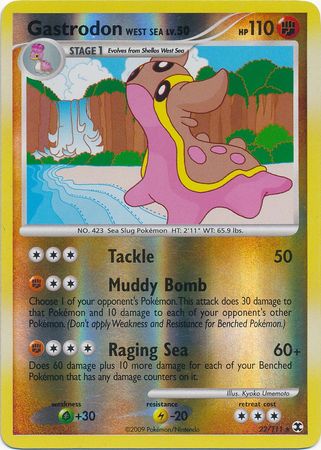 Gastrodon WEST SEA LV.50 HP 110
STAGE 1 Evolves from Shellos West Sea
NO. 423 Sea Slug Pokémon HT: 2'11" WT: 65.9 lbs.
Tackle 50
Muddy Bomb
Choose 1 of your opponent's Pokémon. This attack does 30 damage to
that Pokémon and 10 damage to each of your opponent's other
Pokémon. (Don't apply Weakness and Resistance for Benched Pokémon.)
Raging Sea 60+
Does 60 damage plus 10 more damage for each of your Benched
Pokémon that has any damage counters on it.
Illus. Kyoko Umemoto
weakness resistance retreat cost
+30 -20
©2009 Pokémon/Nintendo 22/111 ★